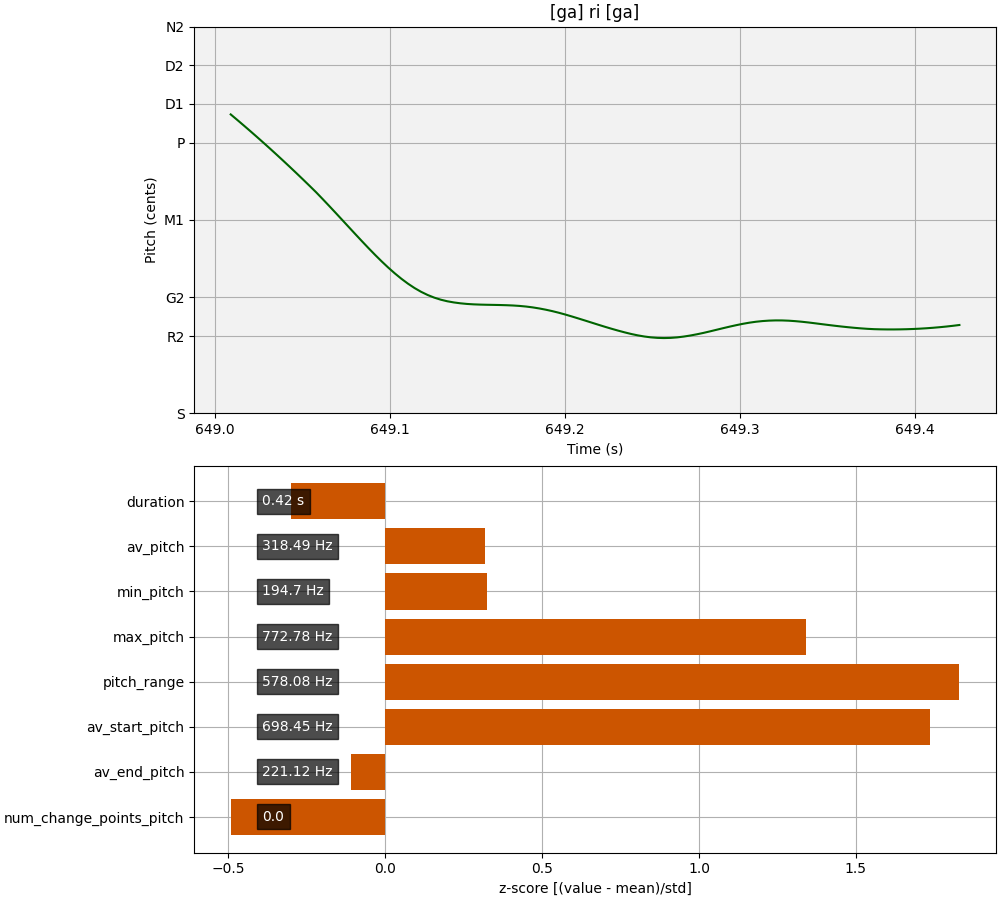 [ga] ri [ga]
N2
D2
D1
P
M1
G2
R2
S
Pitch (cents)
649.0 649.1 649.2 649.3 649.4
Time (s)
duration 0.42 s
av_pitch 318.49 Hz
min_pitch 194.7 Hz
max_pitch 772.78 Hz
pitch_range 578.08 Hz
av_start_pitch 698.45 Hz
av_end_pitch 221.12 Hz
num_change_points_pitch 0.0
−0.5 0.0 0.5 1.0 1.5
z-score [(value - mean)/std]